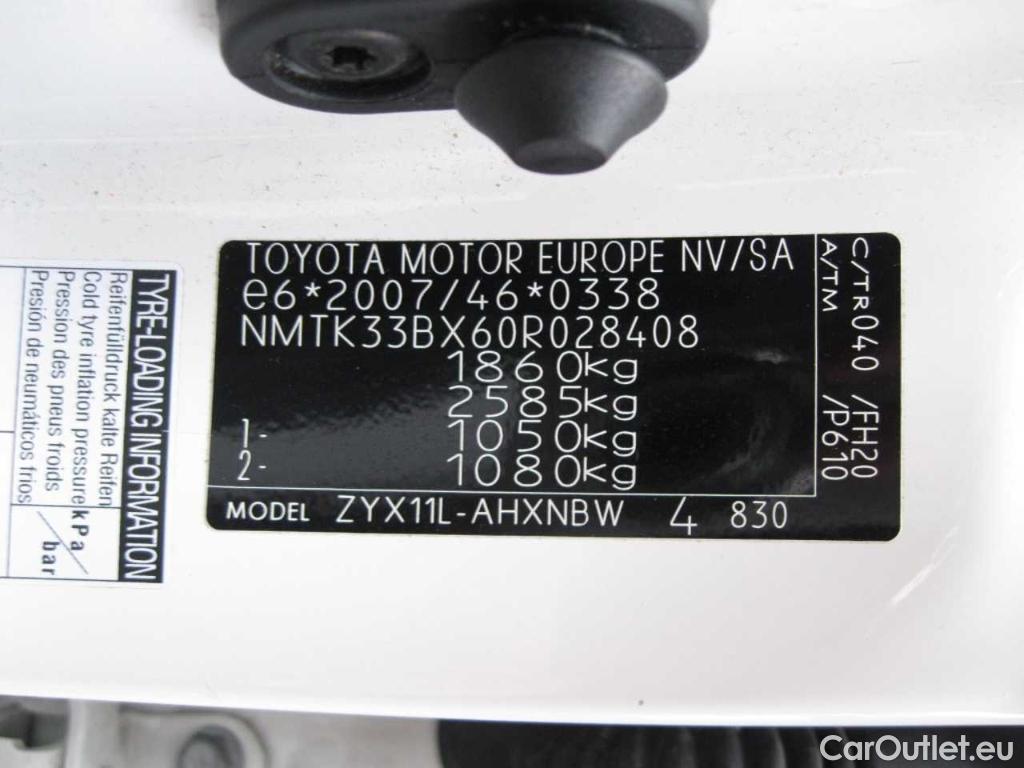 TOYOTA MOTOR EUROPE NV/SA
e6*2007/46*0338
NMTK33BX60R028408
1860kg
2585kg
1- 1050kg
2- 1080kg
MODEL ZYX11L-AHXNBW 4 830
C/TR040 /FH20
A/TM /P610
TYRE-LOADING INFORMATION
Reifenfülldruck kalte Reifen
Cold tyre inflation pressure
Pression des pneus froids
Presión de neumáticos fríos
kPa/
bar
CarOutlet.eu